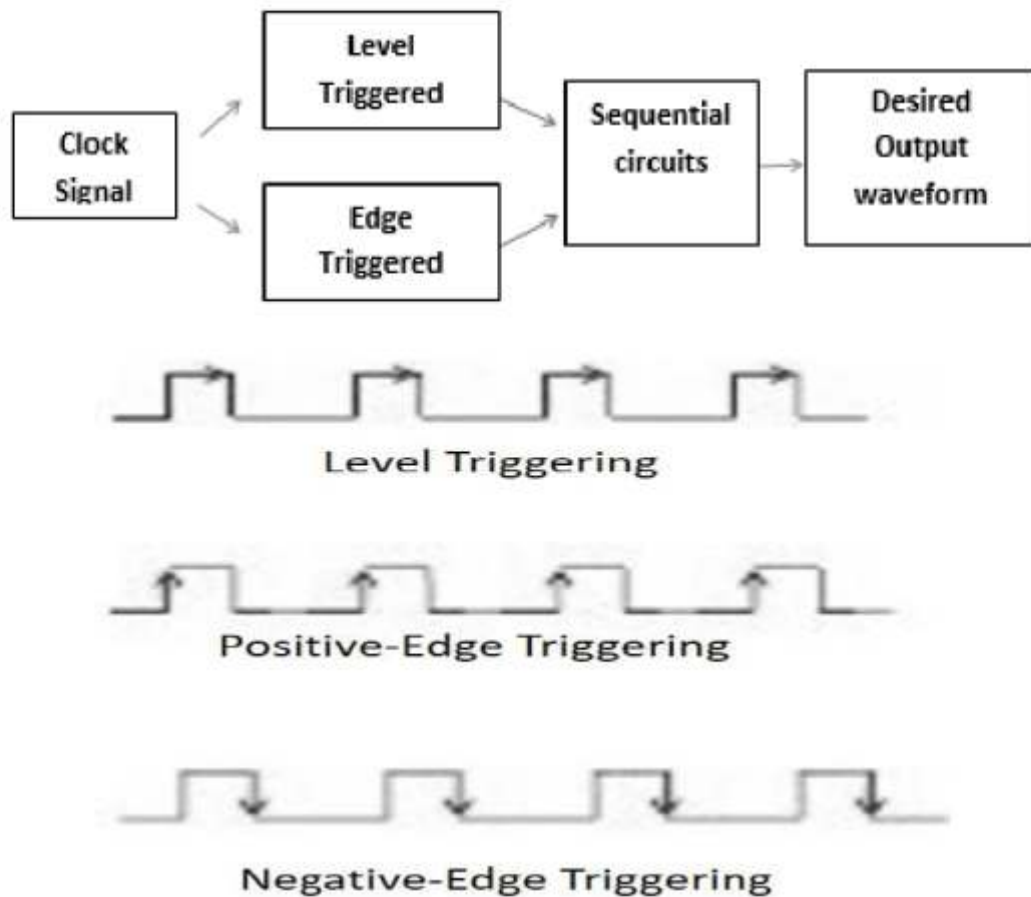 Clock
Signal
Level
Triggered
Edge
Triggered
Sequential
circuits
Desired
Output
waveform
Level Triggering
Positive-Edge Triggering
Negative-Edge Triggering